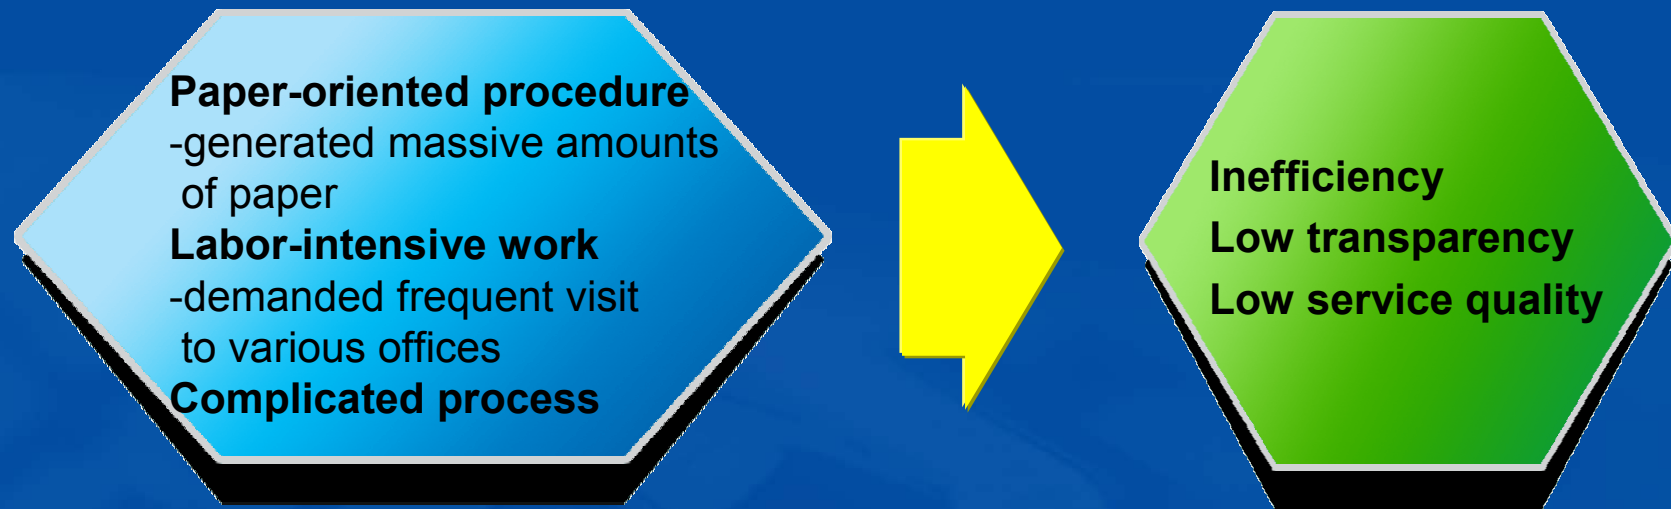 Paper-oriented procedure
-generated massive amounts
of paper
Labor-intensive work
-demanded frequent visit
to various offices
Complicated process
Inefficiency
Low transparency
Low service quality